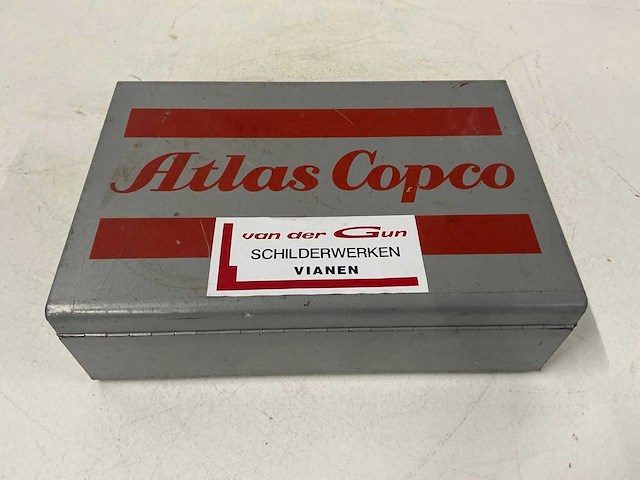 Atlas Copco
van der Gun
SCHILDERWERKEN
VIANEN